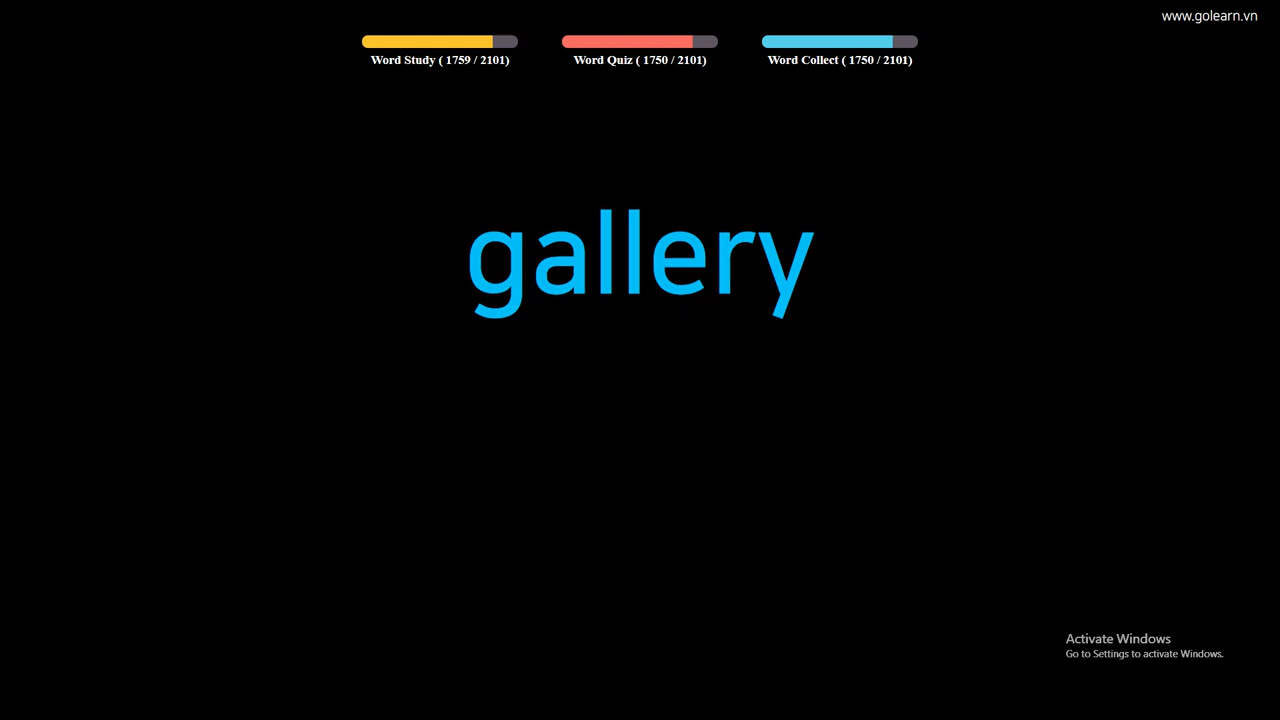 www.golearn.vn
Word Study ( 1759 / 2101)
Word Quiz ( 1750 / 2101)
Word Collect ( 1750 / 2101)
gallery
Activate Windows
Go to Settings to activate Windows.